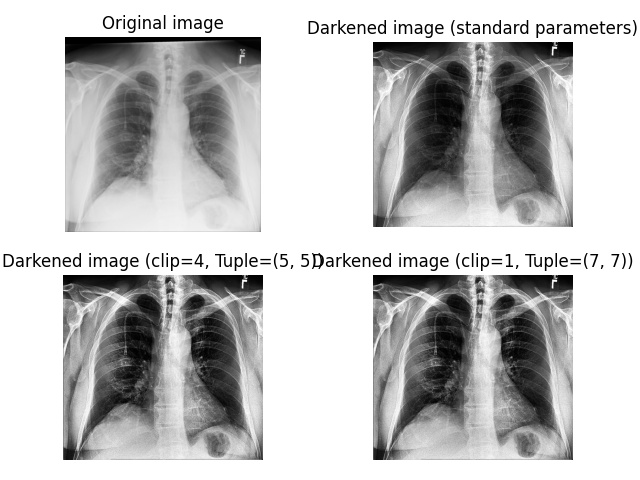 Original image
Darkened image (standard parameters)
Darkened image (clip=4, Tuple=(5, 5))
Darkened image (clip=1, Tuple=(7, 7))